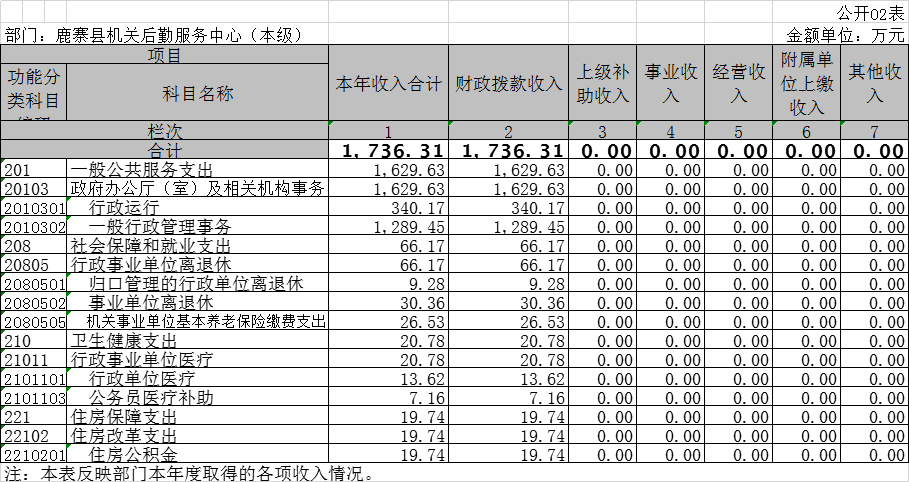 公开02表
部门：鹿寨县机关后勤服务中心（本级） 金额单位：万元
项目 本年收入合计 财政拨款收入 上级补助收入 事业收入 经营收入 附属单位上缴收入 其他收入
功能分类科目 科目名称
栏次 1 2 3 4 5 6 7
合计 1,736.31 1,736.31 0.00 0.00 0.00 0.00 0.00
201 一般公共服务支出 1,629.63 1,629.63 0.00 0.00 0.00 0.00 0.00
20103 政府办公厅（室）及相关机构事务 1,629.63 1,629.63 0.00 0.00 0.00 0.00 0.00
2010301 行政运行 340.17 340.17 0.00 0.00 0.00 0.00 0.00
2010302 一般行政管理事务 1,289.45 1,289.45 0.00 0.00 0.00 0.00 0.00
208 社会保障和就业支出 66.17 66.17 0.00 0.00 0.00 0.00 0.00
20805 行政事业单位离退休 66.17 66.17 0.00 0.00 0.00 0.00 0.00
2080501 归口管理的行政单位离退休 9.28 9.28 0.00 0.00 0.00 0.00 0.00
2080502 事业单位离退休 30.36 30.36 0.00 0.00 0.00 0.00 0.00
2080505 机关事业单位基本养老保险缴费支出 26.53 26.53 0.00 0.00 0.00 0.00 0.00
210 卫生健康支出 20.78 20.78 0.00 0.00 0.00 0.00 0.00
21011 行政事业单位医疗 20.78 20.78 0.00 0.00 0.00 0.00 0.00
2101101 行政单位医疗 13.62 13.62 0.00 0.00 0.00 0.00 0.00
2101103 公务员医疗补助 7.16 7.16 0.00 0.00 0.00 0.00 0.00
221 住房保障支出 19.74 19.74 0.00 0.00 0.00 0.00 0.00
22102 住房改革支出 19.74 19.74 0.00 0.00 0.00 0.00 0.00
2210201 住房公积金 19.74 19.74 0.00 0.00 0.00 0.00 0.00
注：本表反映部门本年度取得的各项收入情况。